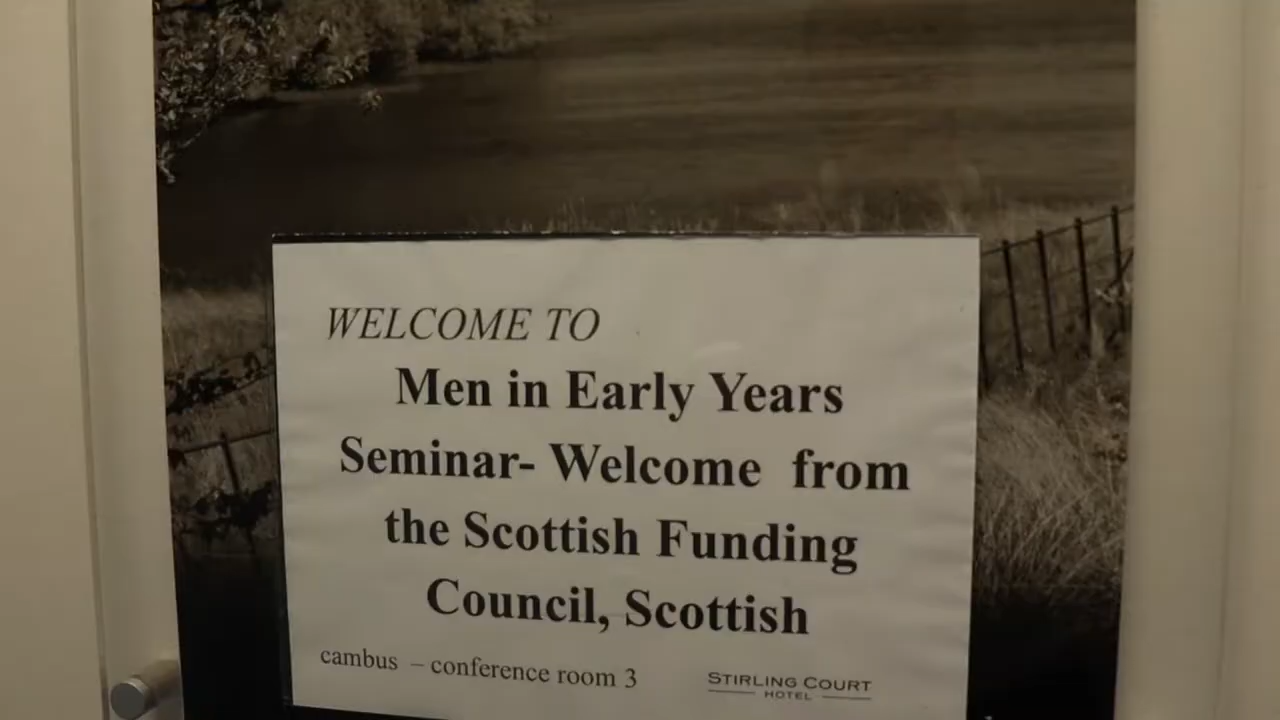 WELCOME TO
Men in Early Years
Seminar- Welcome from
the Scottish Funding
Council, Scottish
cambus – conference room 3
STIRLING COURT
HOTEL